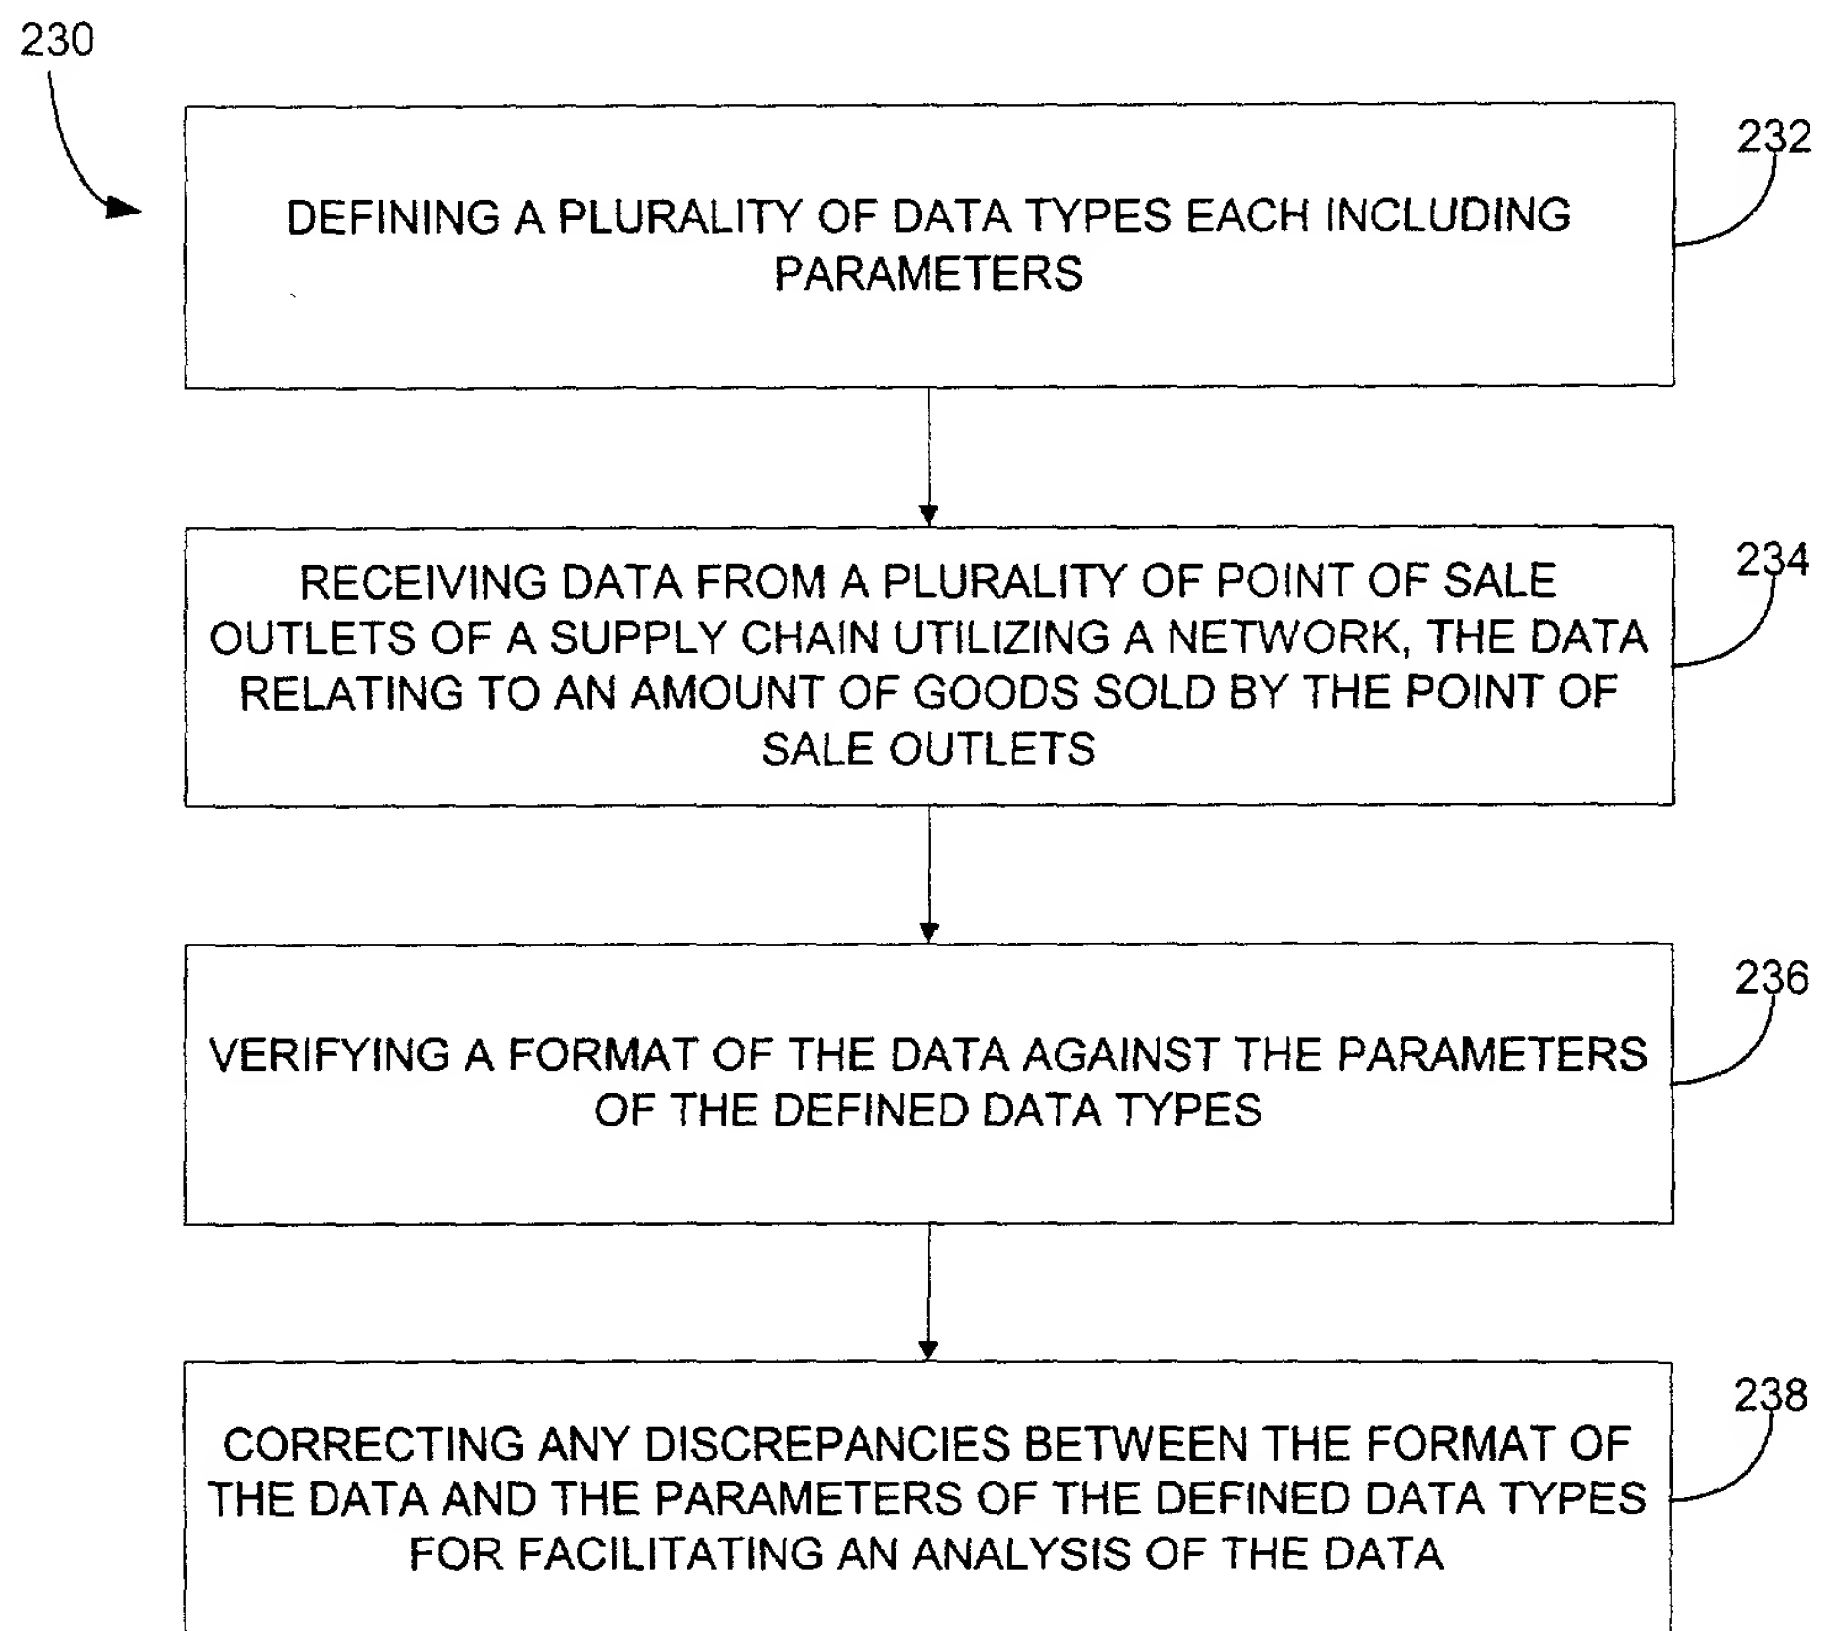 230
232
DEFINING A PLURALITY OF DATA TYPES EACH INCLUDING
PARAMETERS
234
RECEIVING DATA FROM A PLURALITY OF POINT OF SALE
OUTLETS OF A SUPPLY CHAIN UTILIZING A NETWORK, THE DATA
RELATING TO AN AMOUNT OF GOODS SOLD BY THE POINT OF
SALE OUTLETS
236
VERIFYING A FORMAT OF THE DATA AGAINST THE PARAMETERS
OF THE DEFINED DATA TYPES
238
CORRECTING ANY DISCREPANCIES BETWEEN THE FORMAT OF
THE DATA AND THE PARAMETERS OF THE DEFINED DATA TYPES
FOR FACILITATING AN ANALYSIS OF THE DATA